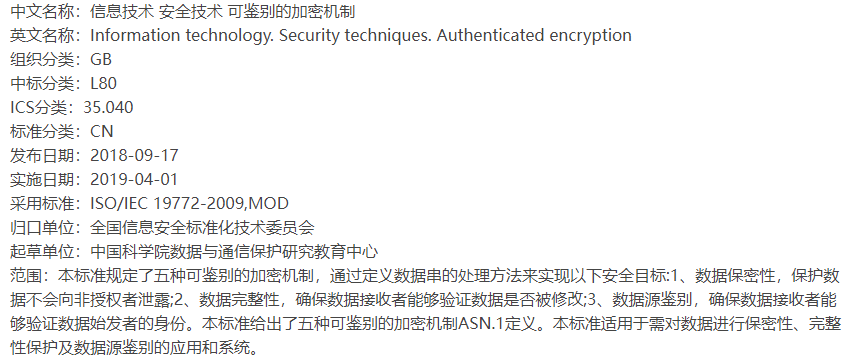 中文名称：信息技术 安全技术 可鉴别的加密机制
英文名称：Information technology. Security techniques. Authenticated encryption
组织分类：GB
中标分类：L80
ICS分类：35.040
标准分类：CN
发布日期：2018-09-17
实施日期：2019-04-01
采用标准：ISO/IEC 19772-2009,MOD
归口单位：全国信息安全标准化技术委员会
起草单位：中国科学院数据与通信保护研究教育中心
范围：本标准规定了五种可鉴别的加密机制，通过定义数据串的处理方法来实现以下安全目标:1、数据保密性，保护数
据不会向非授权者泄露;2、数据完整性，确保数据接收者能够验证数据是否被修改;3、数据源鉴别，确保数据接收者能
够验证数据始发者的身份。本标准给出了五种可鉴别的加密机制ASN.1定义。本标准适用于需对数据进行保密性、完整
性保护及数据源鉴别的应用和系统。